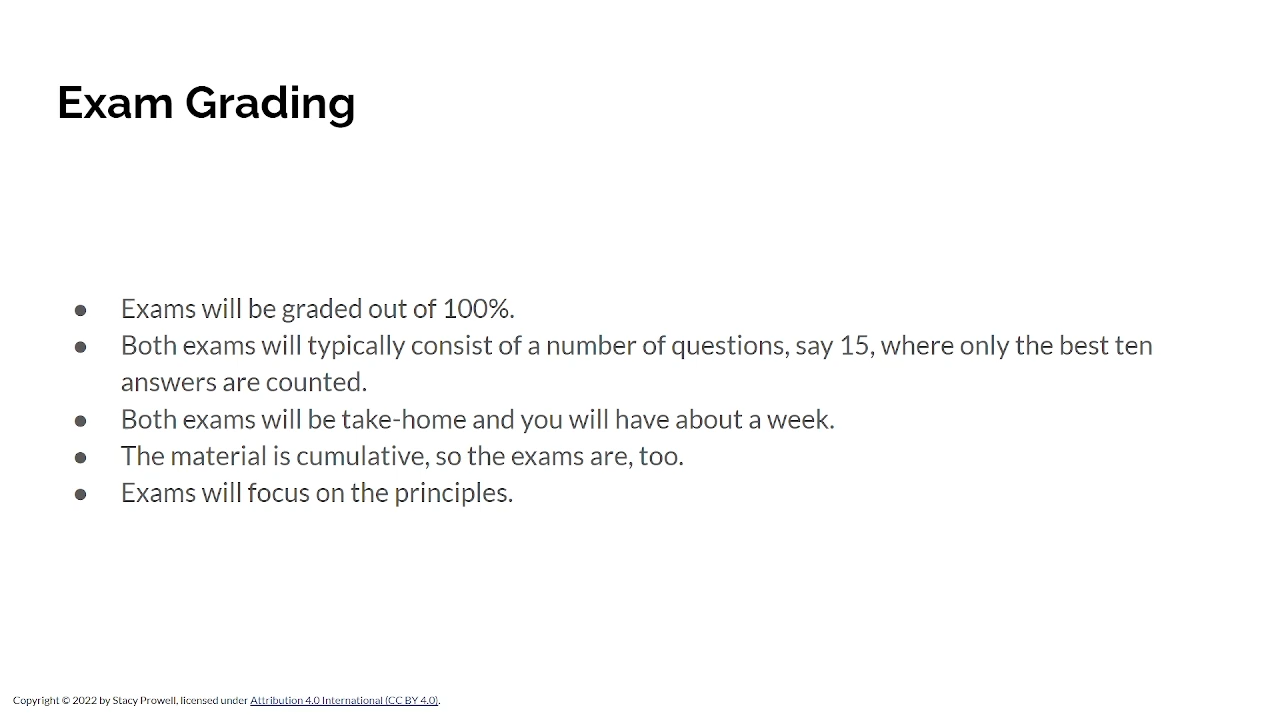 Exam Grading
● Exams will be graded out of 100%.
● Both exams will typically consist of a number of questions, say 15, where only the best ten
answers are counted.
● Both exams will be take-home and you will have about a week.
● The material is cumulative, so the exams are, too.
● Exams will focus on the principles.
Copyright © 2022 by Stacy Prowell, licensed under Attribution 4.0 International (CC BY 4.0).